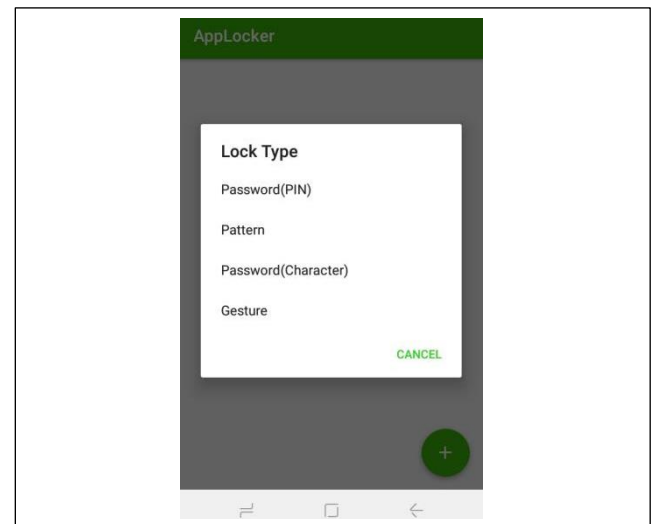 AppLocker
Lock Type
Password(PIN)
Pattern
Password(Character)
Gesture
CANCEL
+